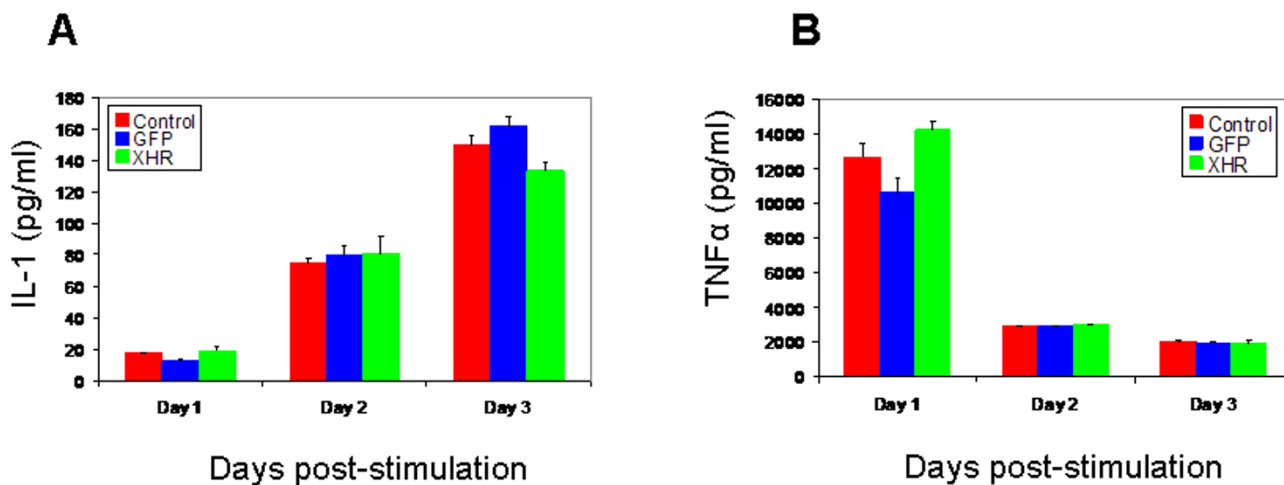 A
IL-1 (pg/ml)
180
160
140
120
100
80
60
40
20
0
Control
GFP
XHR
Day 1
Day 2
Day 3
Days post-stimulation
B
TNFα (pg/ml)
16000
14000
12000
10000
8000
6000
4000
2000
0
Control
GFP
XHR
Day 1
Day 2
Day 3
Days post-stimulation